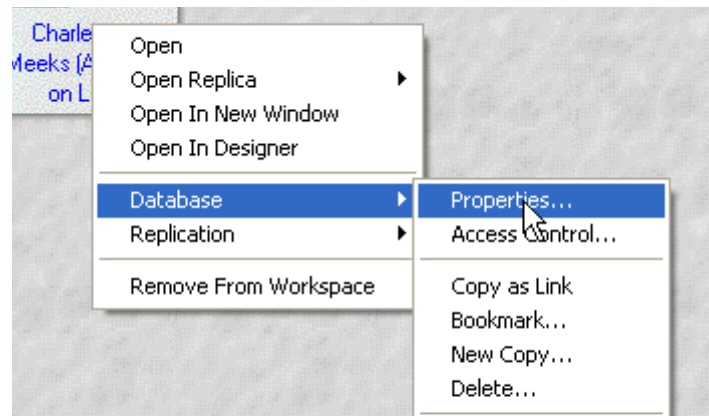 Charle
Meeks (A
on L
Open
Open Replica
Open In New Window
Open In Designer
Database
Replication
Remove From Workspace
Properties...
Access Control...
Copy as Link
Bookmark...
New Copy...
Delete...